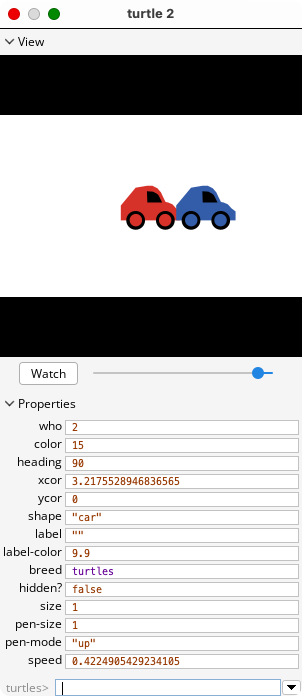 turtle 2
View
Watch
Properties
who 2
color 15
heading 90
xcor 3.2175528946836565
ycor 0
shape "car"
label ""
label-color 9.9
breed turtles
hidden? false
size 1
pen-size 1
pen-mode "up"
speed 0.4224905429234105
turtles>